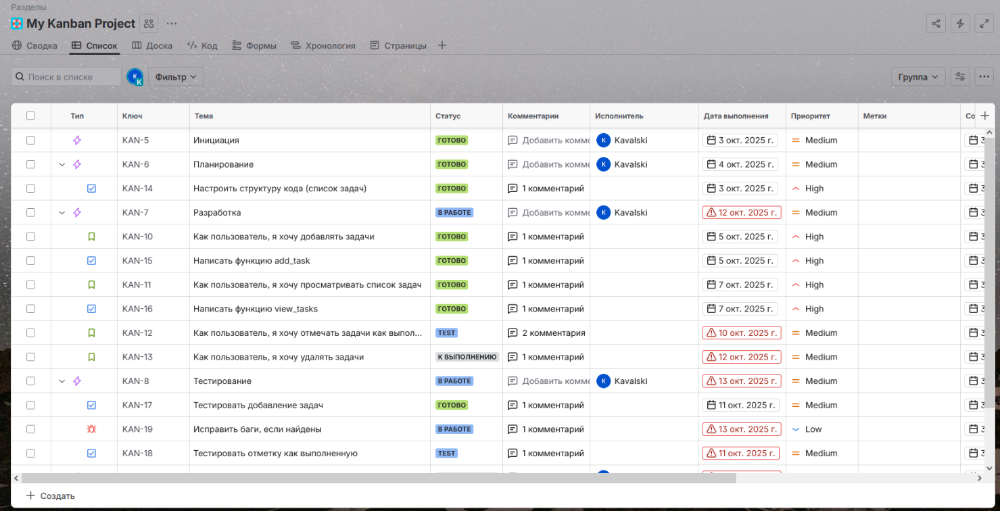 Разделы
My Kanban Project
Сводка Список Доска Код Формы Хронология Страницы
Поиск в списке K K Фильтр Группа
Тип Ключ Тема Статус Комментарии Исполнитель Дата выполнения Приоритет Метки Со
KAN-5 Инициация ГОТОВО Добавить комме K Kavalski 3 окт. 2025 г. Medium 3
KAN-6 Планирование ГОТОВО Добавить комме K Kavalski 4 окт. 2025 г. Medium 3
KAN-14 Настроить структуру кода (список задач) ГОТОВО 1 комментарий 3 окт. 2025 г. High 3
KAN-7 Разработка В РАБОТЕ Добавить комме K Kavalski 12 окт. 2025 г. Medium 3
KAN-10 Как пользователь, я хочу добавлять задачи ГОТОВО 1 комментарий 5 окт. 2025 г. High 3
KAN-15 Написать функцию add_task ГОТОВО 1 комментарий 5 окт. 2025 г. High 3
KAN-11 Как пользователь, я хочу просматривать список задач ГОТОВО 1 комментарий 7 окт. 2025 г. High 3
KAN-16 Написать функцию view_tasks ГОТОВО 1 комментарий 7 окт. 2025 г. High 3
KAN-12 Как пользователь, я хочу отмечать задачи как выпол... TEST 2 комментария 10 окт. 2025 г. Medium 3
KAN-13 Как пользователь, я хочу удалять задачи К ВЫПОЛНЕНИЮ 1 комментарий 12 окт. 2025 г. Medium 3
KAN-8 Тестирование В РАБОТЕ Добавить комме K Kavalski 13 окт. 2025 г. Medium 3
KAN-17 Тестировать добавление задач ГОТОВО 1 комментарий 11 окт. 2025 г. Medium 3
KAN-19 Исправить баги, если найдены В РАБОТЕ 1 комментарий 13 окт. 2025 г. Low 3
KAN-18 Тестировать отметку как выполненную TEST 1 комментарий 11 окт. 2025 г. Medium 3
Создать